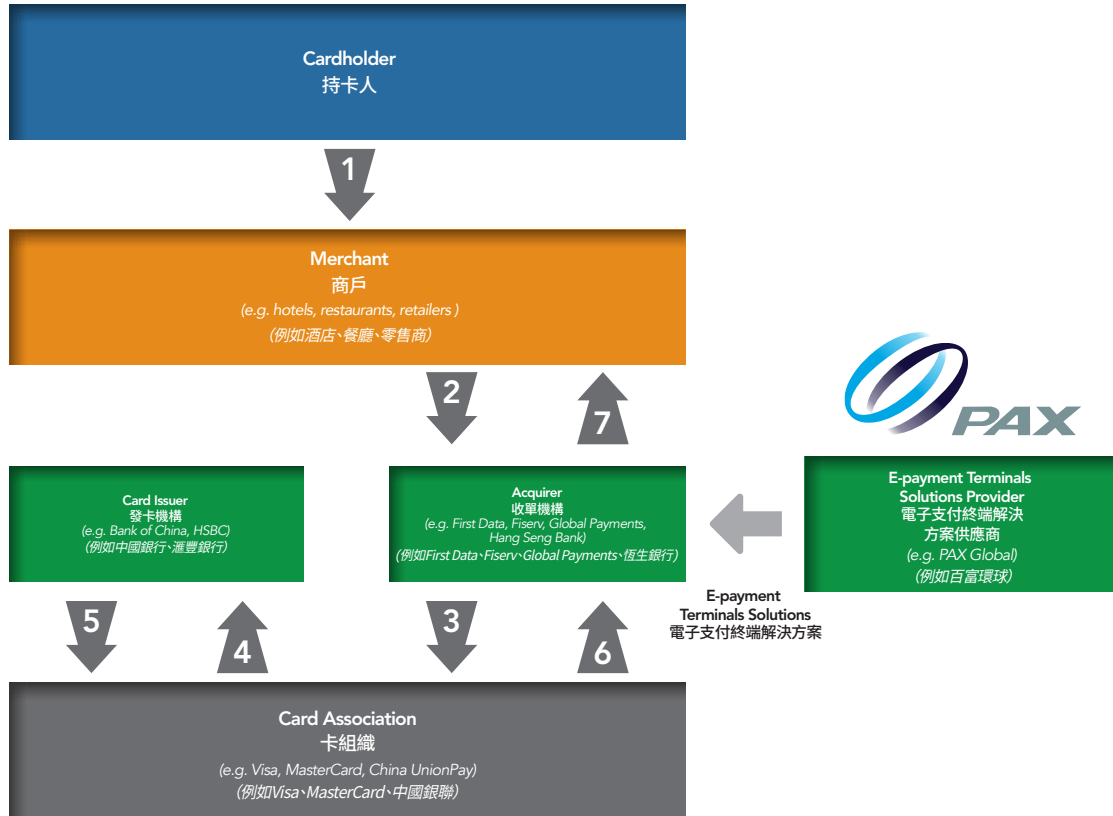 Cardholder
持卡人
1
Merchant
商戶
(e.g. hotels, restaurants, retailers )
(例如酒店、餐廳、零售商)
2
7
PAX
Card Issuer
發卡機構
(e.g. Bank of China, HSBC)
(例如中國銀行、滙豐銀行)
Acquirer
收單機構
(e.g. First Data, Fiserv, Global Payments,
Hang Seng Bank)
(例如First Data、Fiserv、Global Payments、恆生銀行)
E-payment Terminals
Solutions Provider
電子支付終端解決
方案供應商
(e.g. PAX Global)
(例如百富環球)
E-payment
Terminals Solutions
電子支付終端解決方案
5
4
3
6
Card Association
卡組織
(e.g. Visa, MasterCard, China UnionPay)
(例如Visa、MasterCard、中國銀聯)